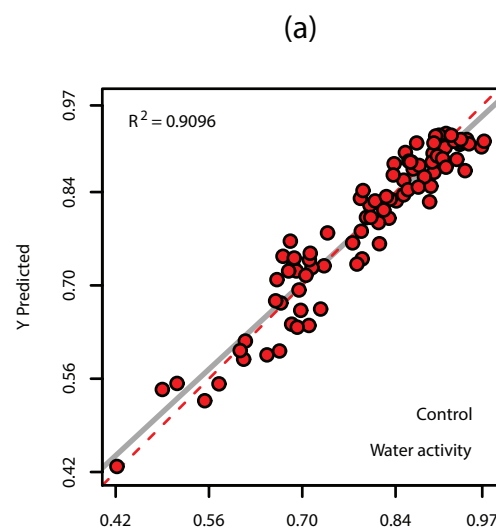 (a)
R² = 0.9096
0.97
0.84
0.70
0.56
0.42
Y Predicted
Control
Water activity
0.42 0.56 0.70 0.84 0.97